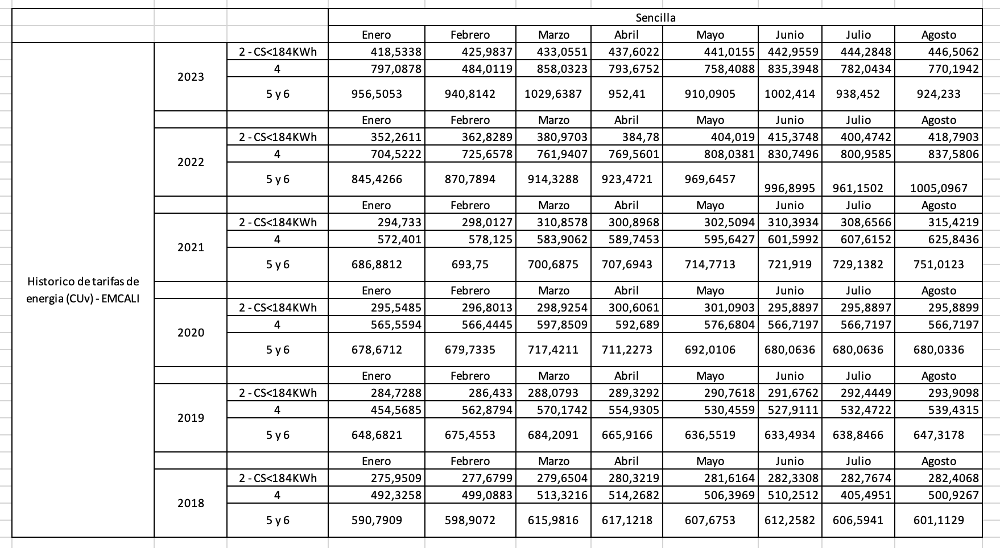 Sencilla
Enero Febrero Marzo Abril Mayo Junio Julio Agosto
2 - CS<184KWh 418,5338 425,9837 433,0551 437,6022 441,0155 442,9559 444,2848 446,5062
2023 4 797,0878 484,0119 858,0323 793,6752 758,4088 835,3948 782,0434 770,1942
5 y 6 956,5053 940,8142 1029,6387 952,41 910,0905 1002,414 938,452 924,233
Enero Febrero Marzo Abril Mayo Junio Julio Agosto
2 - CS<184KWh 352,2611 362,8289 380,9703 384,78 404,019 415,3748 400,4742 418,7903
2022 4 704,5222 725,6578 761,9407 769,5601 808,0381 830,7496 800,9585 837,5806
5 y 6 845,4266 870,7894 914,3288 923,4721 969,6457 996,8995 961,1502 1005,0967
Enero Febrero Marzo Abril Mayo Junio Julio Agosto
2 - CS<184KWh 294,733 298,0127 310,8578 300,8968 302,5094 310,3934 308,6566 315,4219
2021 4 572,401 578,125 583,9062 589,7453 595,6427 601,5992 607,6152 625,8436
5 y 6 686,8812 693,75 700,6875 707,6943 714,7713 721,919 729,1382 751,0123
Historico de tarifas de
energia (CUv) - EMCALI
Enero Febrero Marzo Abril Mayo Junio Julio Agosto
2 - CS<184KWh 295,5485 296,8013 298,9254 300,6061 301,0903 295,8897 295,8897 295,8899
2020 4 565,5594 566,4445 597,8509 592,689 576,6804 566,7197 566,7197 566,7197
5 y 6 678,6712 679,7335 717,4211 711,2273 692,0106 680,0636 680,0636 680,0336
Enero Febrero Marzo Abril Mayo Junio Julio Agosto
2 - CS<184KWh 284,7288 286,433 288,0793 289,3292 290,7618 291,6762 292,4449 293,9098
2019 4 454,5685 562,8794 570,1742 554,9305 530,4559 527,9111 532,4722 539,4315
5 y 6 648,6821 675,4553 684,2091 665,9166 636,5519 633,4934 638,8466 647,3178
Enero Febrero Marzo Abril Mayo Junio Julio Agosto
2 - CS<184KWh 275,9509 277,6799 279,6504 280,3219 281,6164 282,3308 282,7674 282,4068
2018 4 492,3258 499,0883 513,3216 514,2682 506,3969 510,2512 405,4951 500,9267
5 y 6 590,7909 598,9072 615,9816 617,1218 607,6753 612,2582 606,5941 601,1129